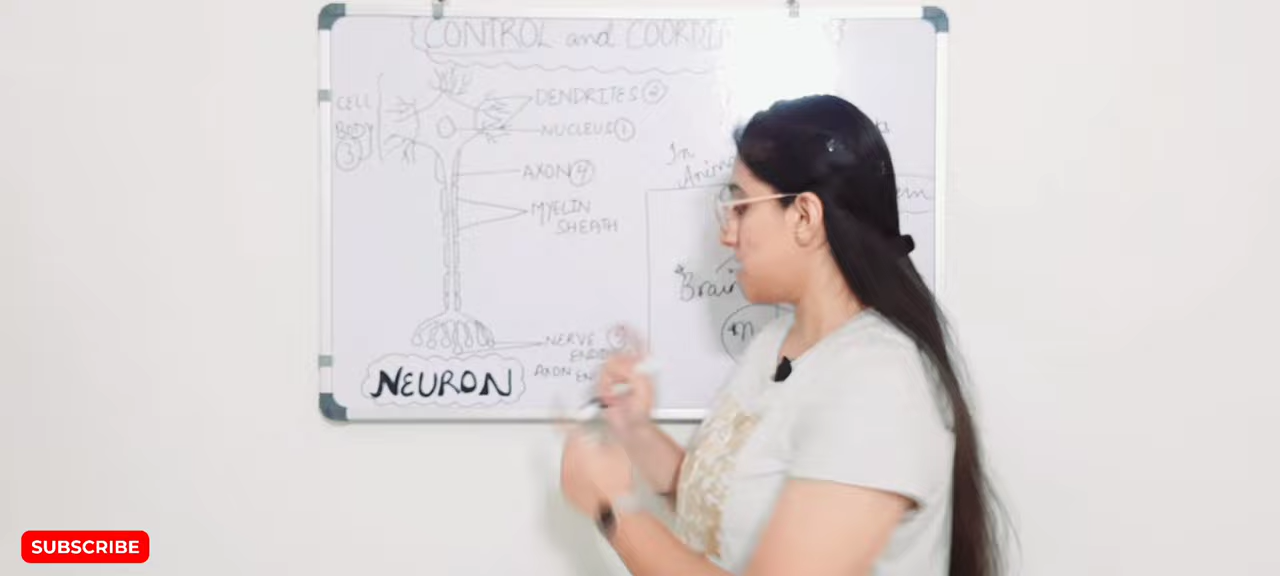 CONTROL and
CELL
BODY
3
DENDRITES 2
NUCLEUS 1
AXON 4
MYELIN
SHEATH
NERVE
AXON
NEURON
In
Brain
SUBSCRIBE